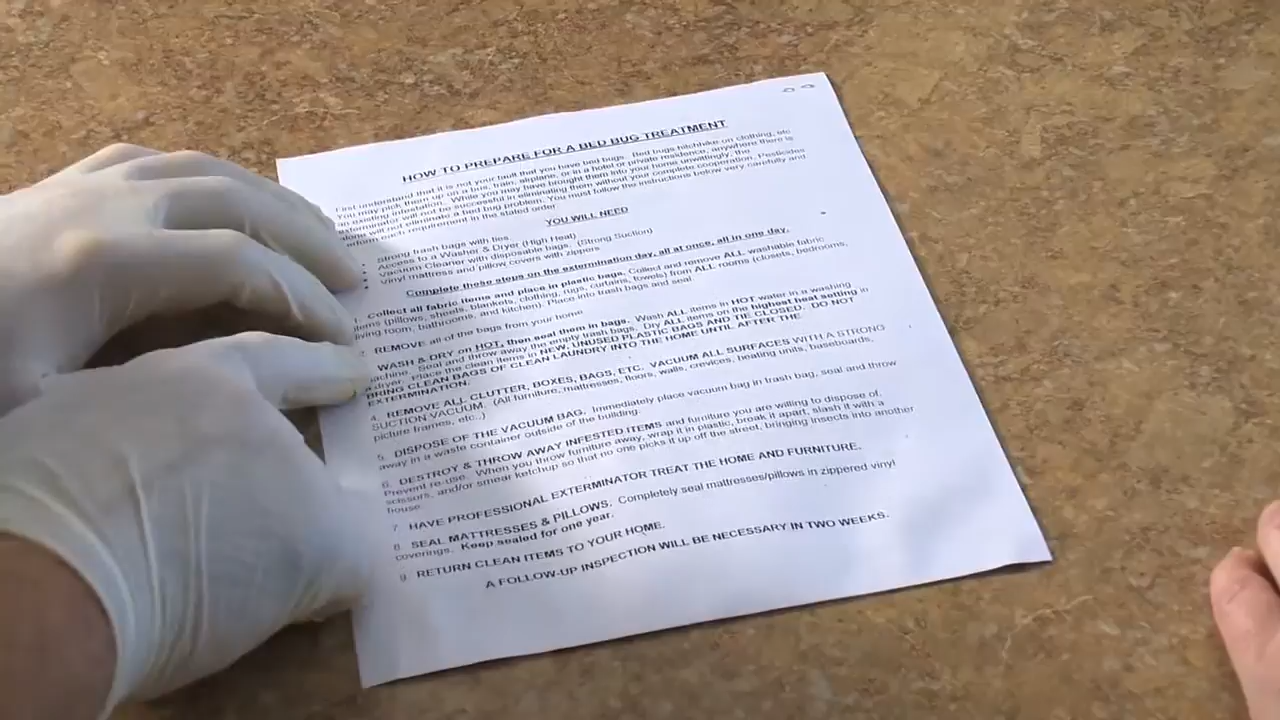 HOW TO PREPARE FOR A BED BUG TREATMENT
First understand that it is not your fault that you have bed bugs. Bed bugs hitchhike on clothing, etc
You may pick them up on a bus, train, airplane, or in a hotel or private residence, anywhere there is
an existing infestation. While you may have brought them into your home unwittingly, the
exterminator will not be successful in eliminating them without your complete cooperation. Pesticides
alone will not eliminate a bed bug problem. You must follow the instructions below very carefully and
perform each requirement in the stated order
YOU WILL NEED
Strong trash bags with ties
Access to a Washer & Dryer (High Heat)
Vacuum Cleaner with disposable bags. (Strong Suction)
Vinyl mattress and pillow covers with zippers
Complete these steps on the extermination day, all at once, all in one day.
Collect all fabric items and place in plastic bags. Collect and remove ALL washable fabric
items (pillows, sheets, blankets, clothing, rugs, curtains, towels) from ALL rooms (closets, bedrooms,
living room, bathrooms, and kitchen). Place into trash bags and seal
2. REMOVE all of the bags from your home
WASH & DRY on HOT, then seal them in bags. Wash ALL items in HOT water in a washing
machine. Seal and throw away the empty trash bags. Dry ALL items on the highest heat setting in
a dryer. Place the clean items in NEW, UNUSED PLASTIC BAGS AND TIE CLOSED. DO NOT
BRING CLEAN BAGS OF CLEAN LAUNDRY INTO THE HOME UNTIL AFTER THE
EXTERMINATION.
4. REMOVE ALL CLUTTER, BOXES, BAGS, ETC. VACUUM ALL SURFACES WITH A STRONG
SUCTION VACUUM. (All furniture, mattresses, floors, walls, crevices, heating units, baseboards,
picture frames, etc..)
5. DISPOSE OF THE VACUUM BAG. Immediately place vacuum bag in trash bag, seal and throw
away in a waste container outside of the building.
6. DESTROY & THROW AWAY INFESTED ITEMS and furniture you are willing to dispose of.
Prevent re-use. When you throw furniture away, wrap it in plastic, break it apart, slash it with a
scissors, and/or smear ketchup so that no one picks it up off the street, bringing insects into another
house.
7 HAVE PROFESSIONAL EXTERMINATOR TREAT THE HOME AND FURNITURE.
8. SEAL MATTRESSES & PILLOWS. Completely seal mattresses/pillows in zippered vinyl
coverings. Keep sealed for one year.
9 RETURN CLEAN ITEMS TO YOUR HOME.
A FOLLOW-UP INSPECTION WILL BE NECESSARY IN TWO WEEKS.